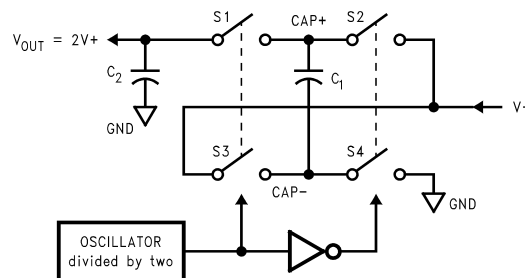 S1
CAP+
S2
V_OUT = 2V+
C_2
C_1
GND
V+
S3
S4
CAP−
GND
OSCILLATOR
divided by two